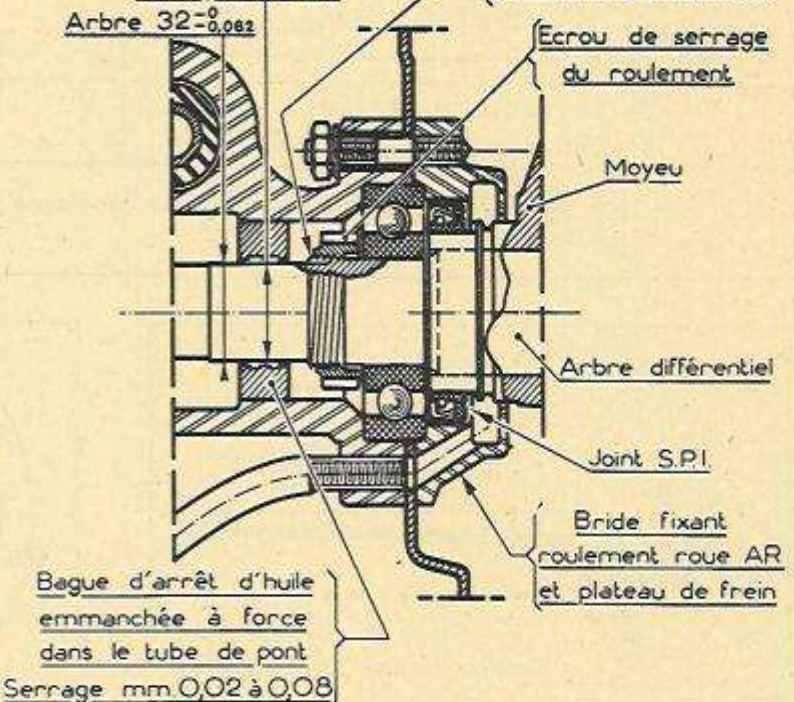 Arbre 32 -0 -0,062
Ecrou de serrage
du roulement
Moyeu
Arbre différentiel
Joint S.P.I.
Bride fixant
roulement roue AR
et plateau de frein
Bague d'arrêt d'huile
emmanchée à force
dans le tube de pont
Serrage mm 0,02 à 0,08